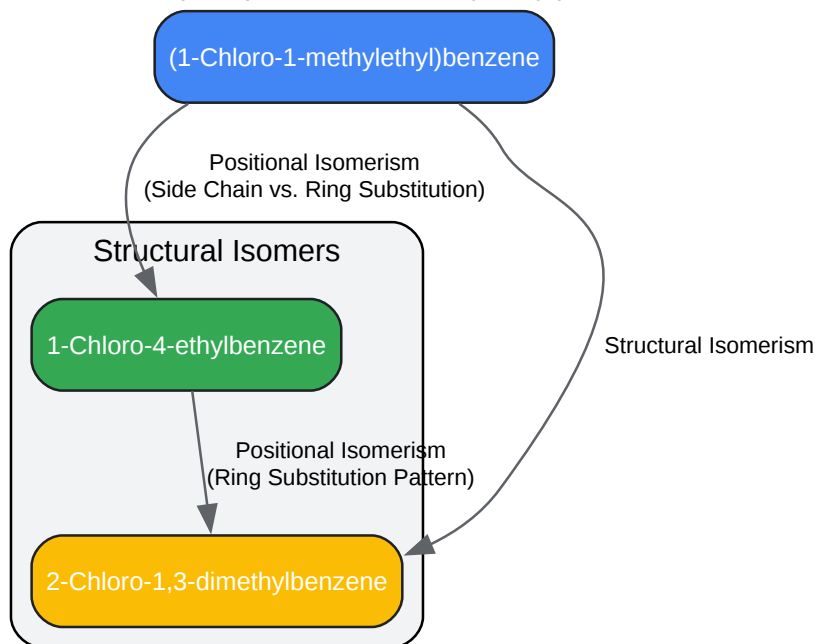 (1-Chloro-1-methylethyl)benzene
Positional Isomerism
(Side Chain vs. Ring Substitution)
Structural Isomers
1-Chloro-4-ethylbenzene
Structural Isomerism
Positional Isomerism
(Ring Substitution Pattern)
2-Chloro-1,3-dimethylbenzene